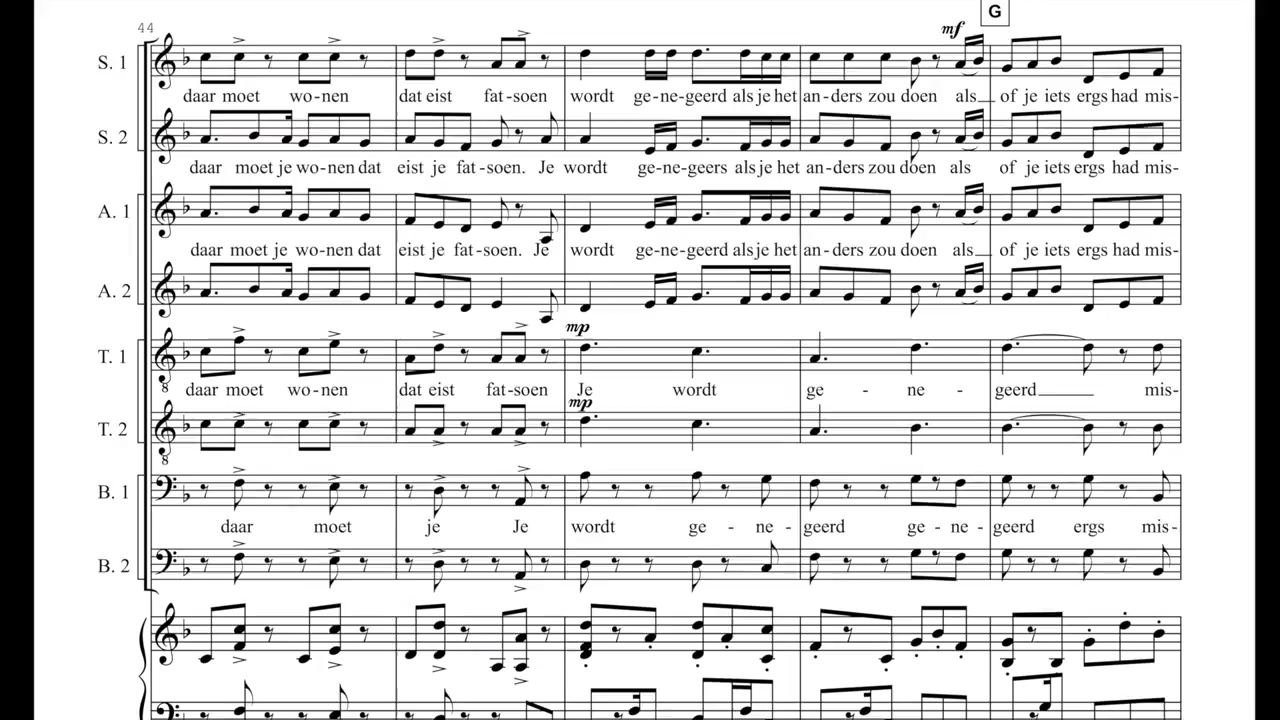 G
44
mf
S. 1
daar moet wo-nen dat eist fat-soen wordt ge-ne-geerd als je het an-ders zou doen als of je iets ergs had mis-
S. 2
daar moet je wo-nen dat eist je fat-soen. Je wordt ge-ne-geers als je het an-ders zou doen als of je iets ergs had mis-
A. 1
daar moet je wo-nen dat eist je fat-soen. Je wordt ge-ne-geerd als je het an-ders zou doen als of je iets ergs had mis-
A. 2
mp
T. 1
8
daar moet wo-nen dat eist fat-soen Je wordt ge - ne - geerd mis-
mp
T. 2
8
B. 1
daar moet je Je wordt ge - ne - geerd ge - ne - geerd ergs mis-
B. 2